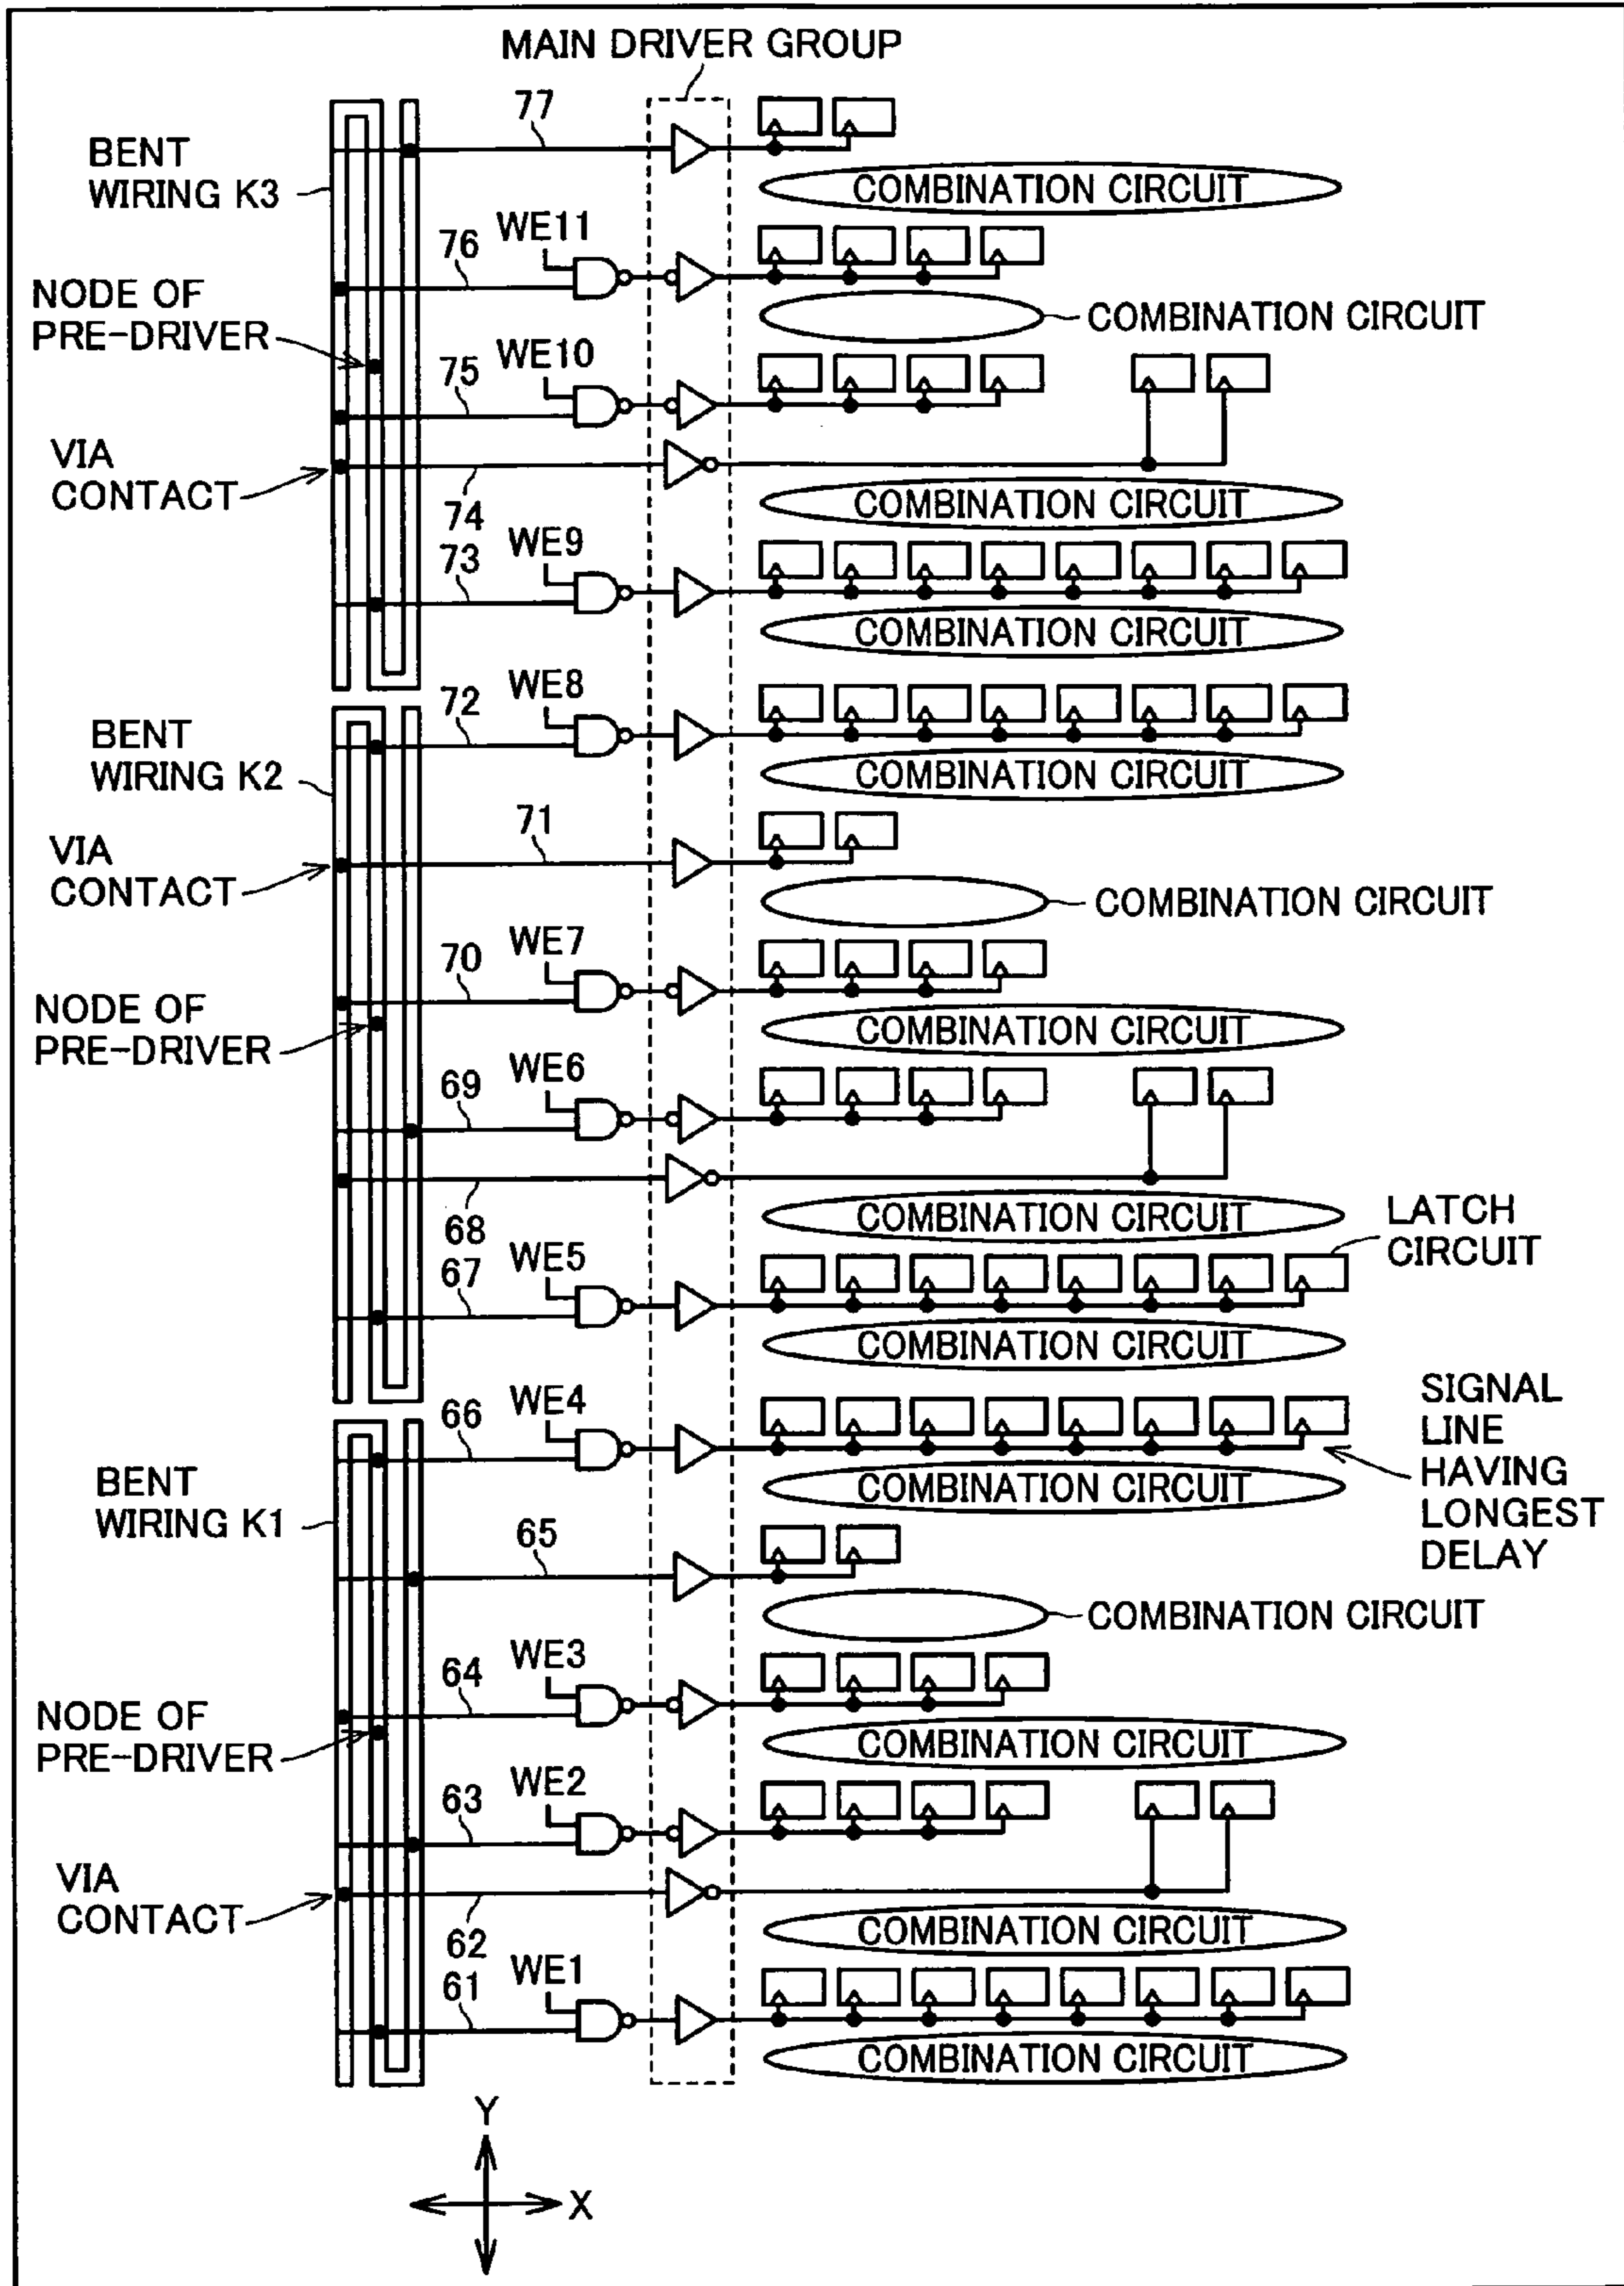 MAIN DRIVER GROUP
77
BENT
WIRING K3
COMBINATION CIRCUIT
76
WE11
NODE OF
PRE-DRIVER
COMBINATION CIRCUIT
75
WE10
VIA
CONTACT
74
COMBINATION CIRCUIT
73
WE9
COMBINATION CIRCUIT
72
WE8
BENT
WIRING K2
COMBINATION CIRCUIT
71
VIA
CONTACT
COMBINATION CIRCUIT
70
WE7
NODE OF
PRE-DRIVER
COMBINATION CIRCUIT
69
WE6
68
COMBINATION CIRCUIT
LATCH
CIRCUIT
67
WE5
COMBINATION CIRCUIT
66
WE4
SIGNAL
LINE
HAVING
LONGEST
DELAY
BENT
WIRING K1
COMBINATION CIRCUIT
65
COMBINATION CIRCUIT
64
WE3
NODE OF
PRE-DRIVER
COMBINATION CIRCUIT
63
WE2
VIA
CONTACT
62
COMBINATION CIRCUIT
61
WE1
COMBINATION CIRCUIT
Y
X